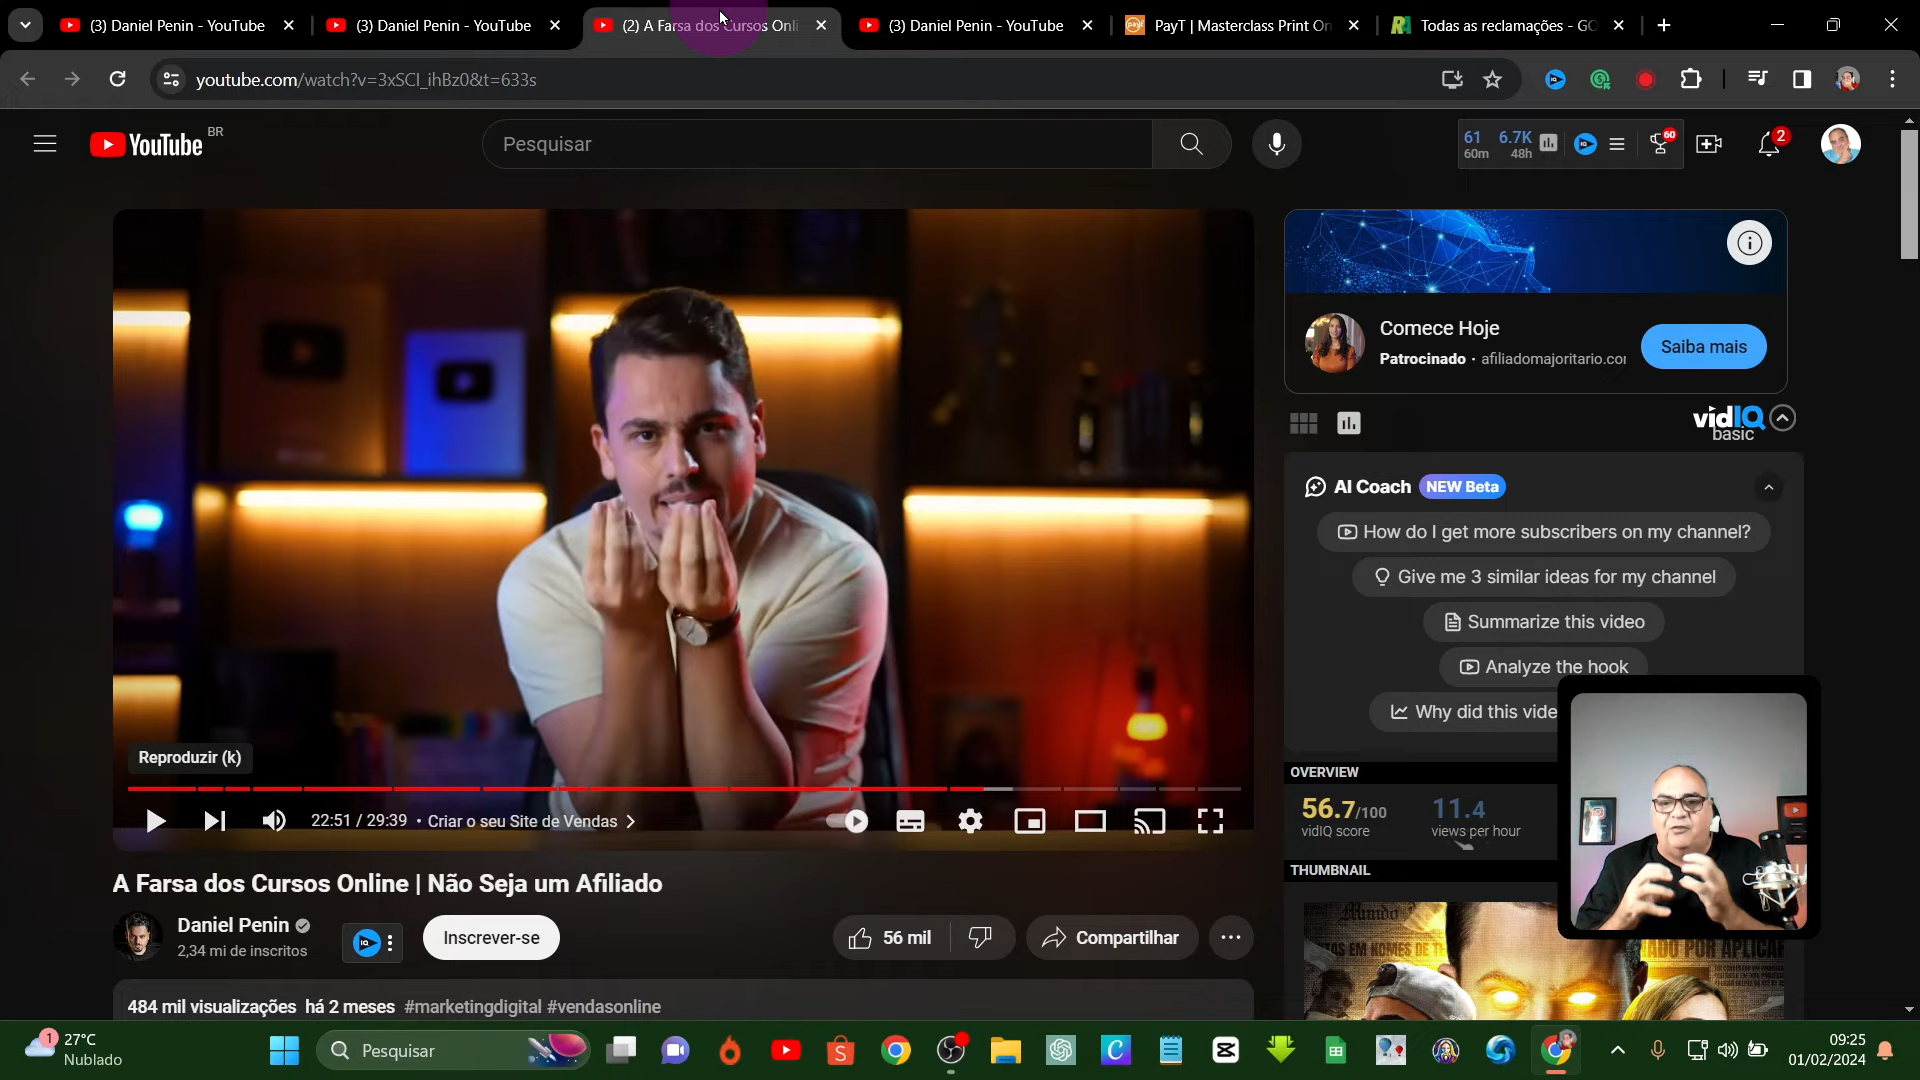 (3) Daniel Penin - YouTube
(3) Daniel Penin - YouTube
(2) A Farsa dos Cursos Onli
(3) Daniel Penin - YouTube
PayT | Masterclass Print On
Todas as reclamações - GO
youtube.com/watch?v=3xSCI_ihBz0&t=633s
YouTube BR
Pesquisar
61 6.7K
60m 48h
60
2
Comece Hoje
Patrocinado · afiliadomajoritario.cor
Saiba mais
vidIQ
basic
AI Coach NEW Beta
How do I get more subscribers on my channel?
Give me 3 similar ideas for my channel
Summarize this video
Analyze the hook
Why did this vide
Reproduzir (k)
22:51 / 29:39 • Criar o seu Site de Vendas
OVERVIEW
56.7/100 11.4
vidIQ score views per hour
THUMBNAIL
A Farsa dos Cursos Online | Não Seja um Afiliado
Daniel Penin
2,34 mi de inscritos
Inscrever-se
56 mil
Compartilhar
484 mil visualizações há 2 meses #marketingdigital #vendasonline
1
27°C
Nublado
Pesquisar
09:25
01/02/2024